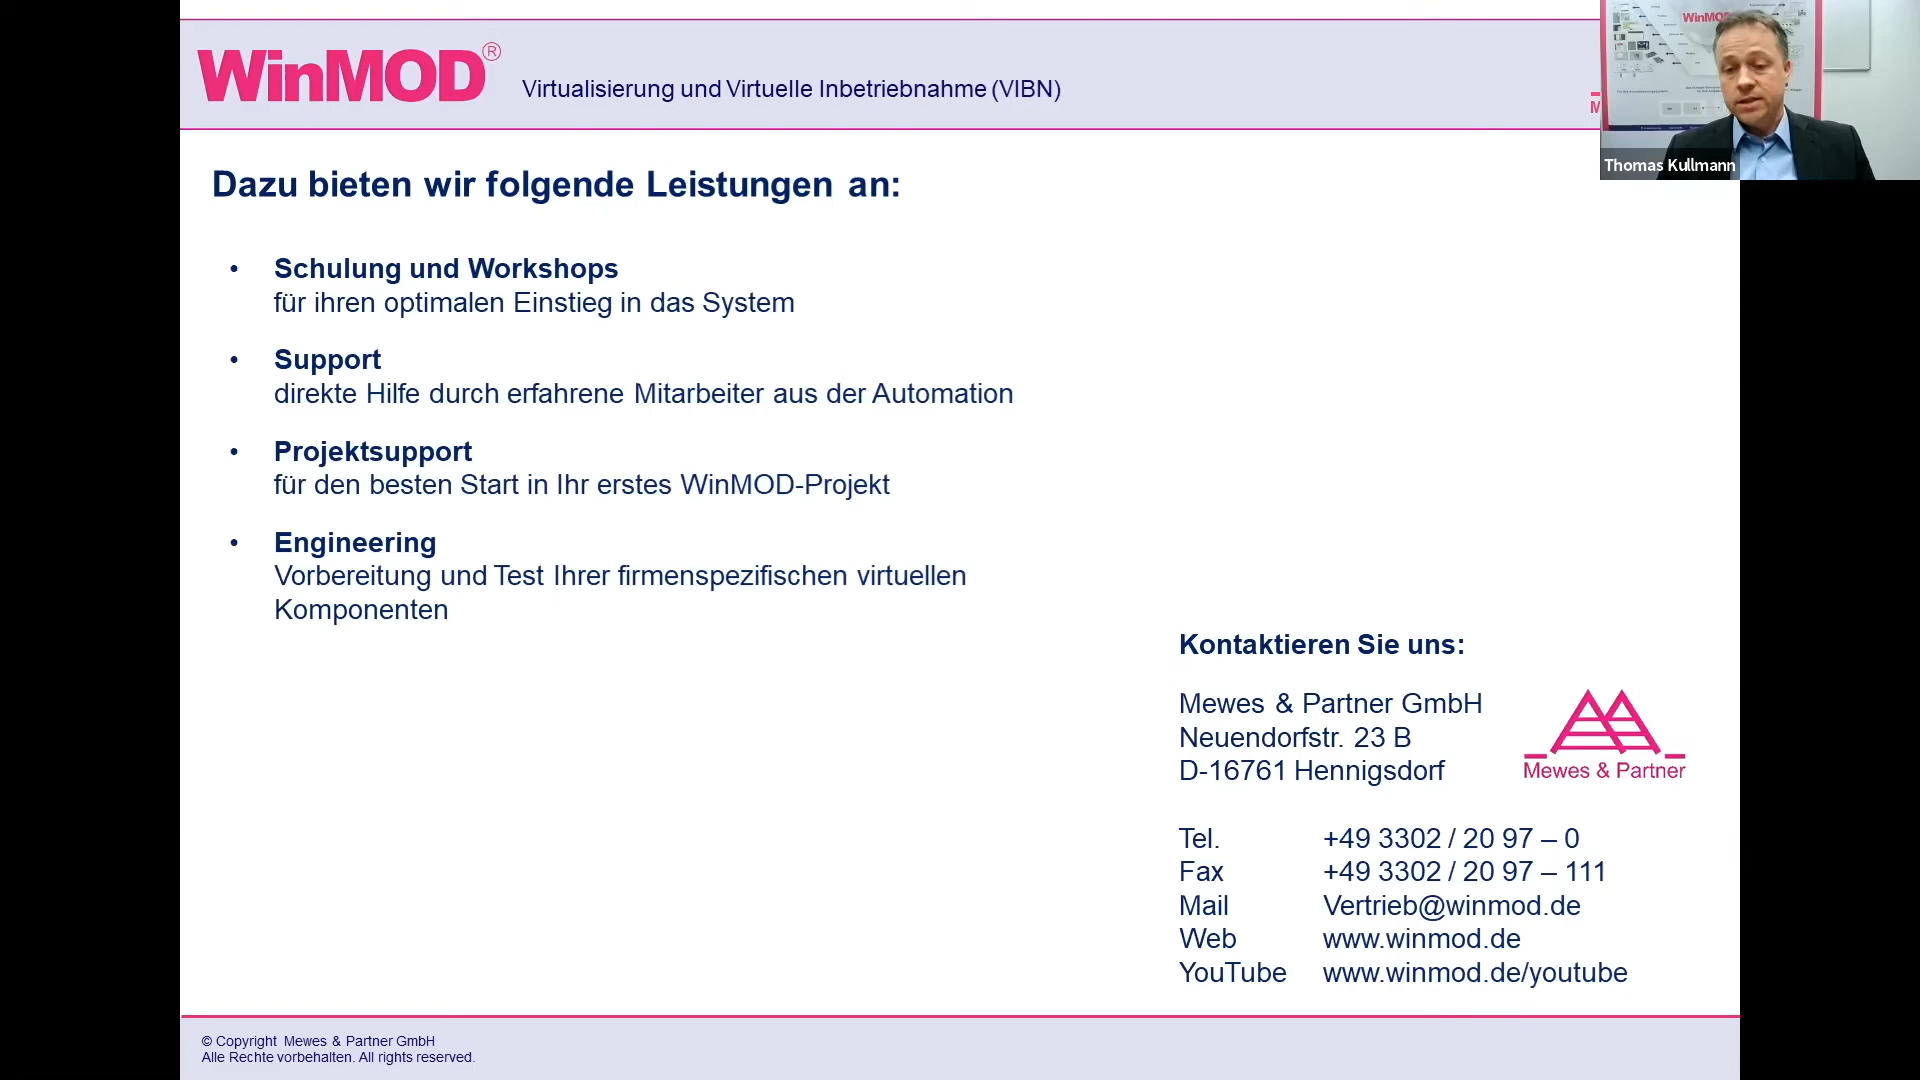 WinMOD®
Virtualisierung und Virtuelle Inbetriebnahme (VIBN)
WinMO
Thomas Kullmann
Dazu bieten wir folgende Leistungen an:
• Schulung und Workshops
für ihren optimalen Einstieg in das System
• Support
direkte Hilfe durch erfahrene Mitarbeiter aus der Automation
• Projektsupport
für den besten Start in Ihr erstes WinMOD-Projekt
• Engineering
Vorbereitung und Test Ihrer firmenspezifischen virtuellen
Komponenten
Kontaktieren Sie uns:
Mewes & Partner GmbH
Neuendorfstr. 23 B
D-16761 Hennigsdorf
Mewes & Partner
Tel. +49 3302 / 20 97 – 0
Fax +49 3302 / 20 97 – 111
Mail Vertrieb@winmod.de
Web www.winmod.de
YouTube www.winmod.de/youtube
© Copyright Mewes & Partner GmbH
Alle Rechte vorbehalten. All rights reserved.